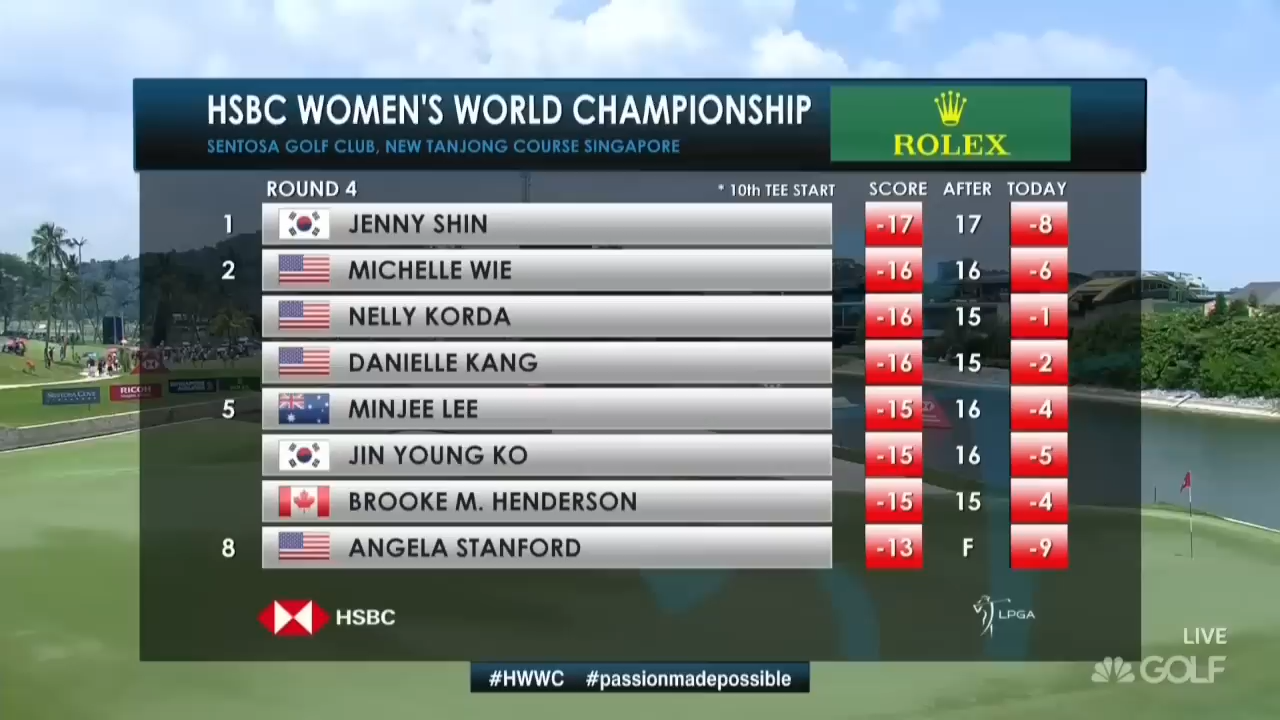 HSBC WOMEN'S WORLD CHAMPIONSHIP
SENTOSA GOLF CLUB, NEW TANJONG COURSE SINGAPORE
ROLEX
ROUND 4 * 10th TEE START SCORE AFTER TODAY
1 JENNY SHIN -17 17 -8
2 MICHELLE WIE -16 16 -6
NELLY KORDA -16 15 -1
DANIELLE KANG -16 15 -2
5 MINJEE LEE -15 16 -4
JIN YOUNG KO -15 16 -5
BROOKE M. HENDERSON -15 15 -4
8 ANGELA STANFORD -13 F -9
HSBC
LPGA
RICOH
LIVE
GOLF
#HWWC #passionmadepossible